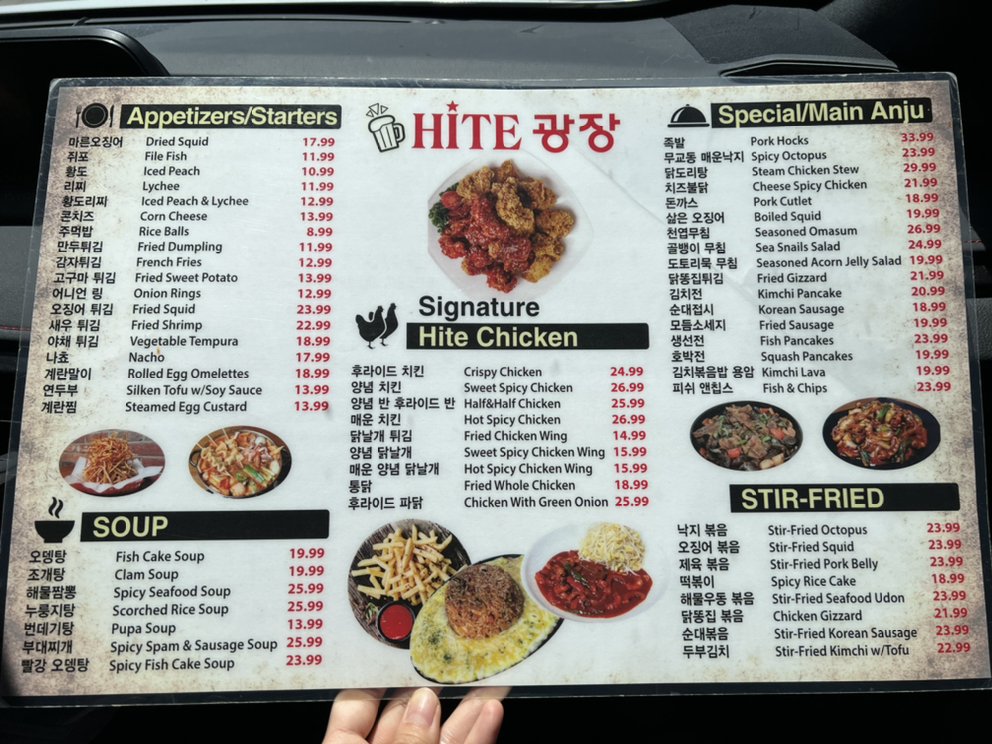 Appetizers/Starters
마른오징어 Dried Squid 17.99
쥐포 File Fish 11.99
황도 Iced Peach 10.99
리찌 Lychee 11.99
황도리찌 Iced Peach & Lychee 12.99
콘치즈 Corn Cheese 13.99
주먹밥 Rice Balls 8.99
만두튀김 Fried Dumpling 11.99
감자튀김 French Fries 12.99
고구마 튀김 Fried Sweet Potato 13.99
어니언 링 Onion Rings 12.99
오징어 튀김 Fried Squid 23.99
새우 튀김 Fried Shrimp 22.99
야채 튀김 Vegetable Tempura 18.99
나쵸 Nacho 17.99
계란말이 Rolled Egg Omelettes 18.99
연두부 Silken Tofu w/Soy Sauce 13.99
계란찜 Steamed Egg Custard 13.99
SOUP
오뎅탕 Fish Cake Soup 19.99
조개탕 Clam Soup 19.99
해물짬뽕 Spicy Seafood Soup 25.99
누룽지탕 Scorched Rice Soup 25.99
번데기탕 Pupa Soup 13.99
부대찌개 Spicy Spam & Sausage Soup 25.99
빨강 오뎅탕 Spicy Fish Cake Soup 23.99
HITE 광장
Signature
Hite Chicken
후라이드 치킨 Crispy Chicken 24.99
양념 치킨 Sweet Spicy Chicken 26.99
양념 반 후라이드 반 Half&Half Chicken 25.99
매운 치킨 Hot Spicy Chicken 26.99
닭날개 튀김 Fried Chicken Wing 14.99
양념 닭날개 Sweet Spicy Chicken Wing 15.99
매운 양념 닭날개 Hot Spicy Chicken Wing 15.99
통닭 Fried Whole Chicken 18.99
후라이드 파닭 Chicken With Green Onion 25.99
Special/Main Anju
족발 Pork Hocks 33.99
무교동 매운낙지 Spicy Octopus 23.99
닭도리탕 Steam Chicken Stew 29.99
치즈불닭 Cheese Spicy Chicken 21.99
돈까스 Pork Cutlet 18.99
삶은 오징어 Boiled Squid 19.99
천엽무침 Seasoned Omasum 26.99
골뱅이 무침 Sea Snails Salad 24.99
도토리묵 무침 Seasoned Acorn Jelly Salad 19.99
닭똥집튀김 Fried Gizzard 21.99
김치전 Kimchi Pancake 20.99
순대접시 Korean Sausage 18.99
모듬소세지 Fried Sausage 19.99
생선전 Fish Pancakes 23.99
호박전 Squash Pancakes 19.99
김치볶음밥 용암 Kimchi Lava 19.99
피쉬 앤칩스 Fish & Chips 23.99
STIR-FRIED
낙지 볶음 Stir-Fried Octopus 23.99
오징어 볶음 Stir-Fried Squid 23.99
제육 볶음 Stir-Fried Pork Belly 23.99
떡볶이 Spicy Rice Cake 18.99
해물우동 볶음 Stir-Fried Seafood Udon 23.99
닭똥집 볶음 Chicken Gizzard 21.99
순대볶음 Stir-Fried Korean Sausage 23.99
두부김치 Stir-Fried Kimchi w/Tofu 22.99